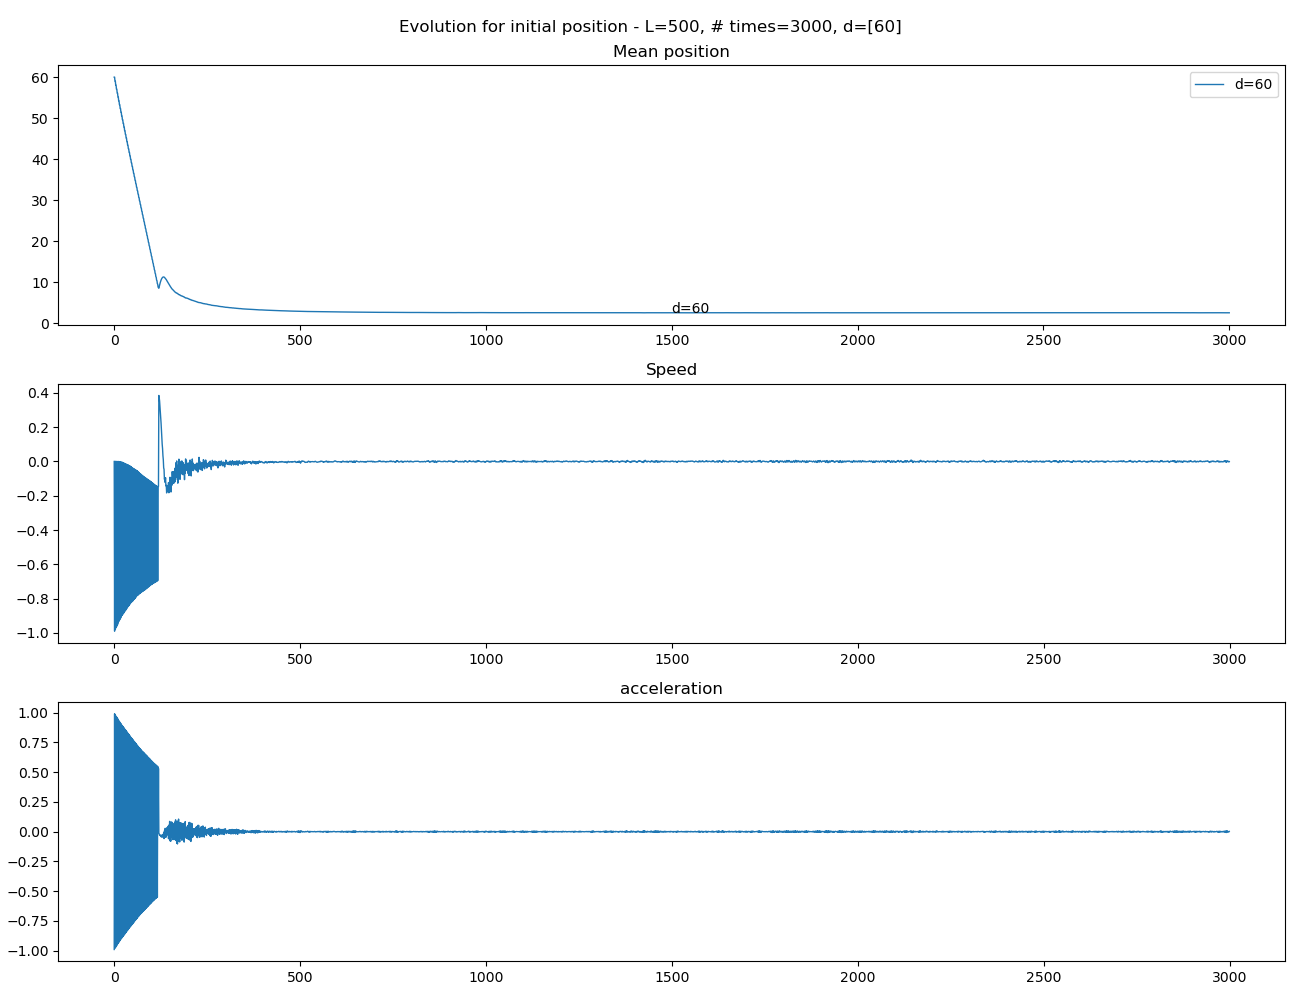 Evolution for initial position - L=500, # times=3000, d=[60]
Mean position
60
50
40
30
20
10
0
d=60
d=60
0 500 1000 1500 2000 2500 3000
Speed
0.4
0.2
0.0
−0.2
−0.4
−0.6
−0.8
−1.0
0 500 1000 1500 2000 2500 3000
acceleration
1.00
0.75
0.50
0.25
0.00
−0.25
−0.50
−0.75
−1.00
0 500 1000 1500 2000 2500 3000